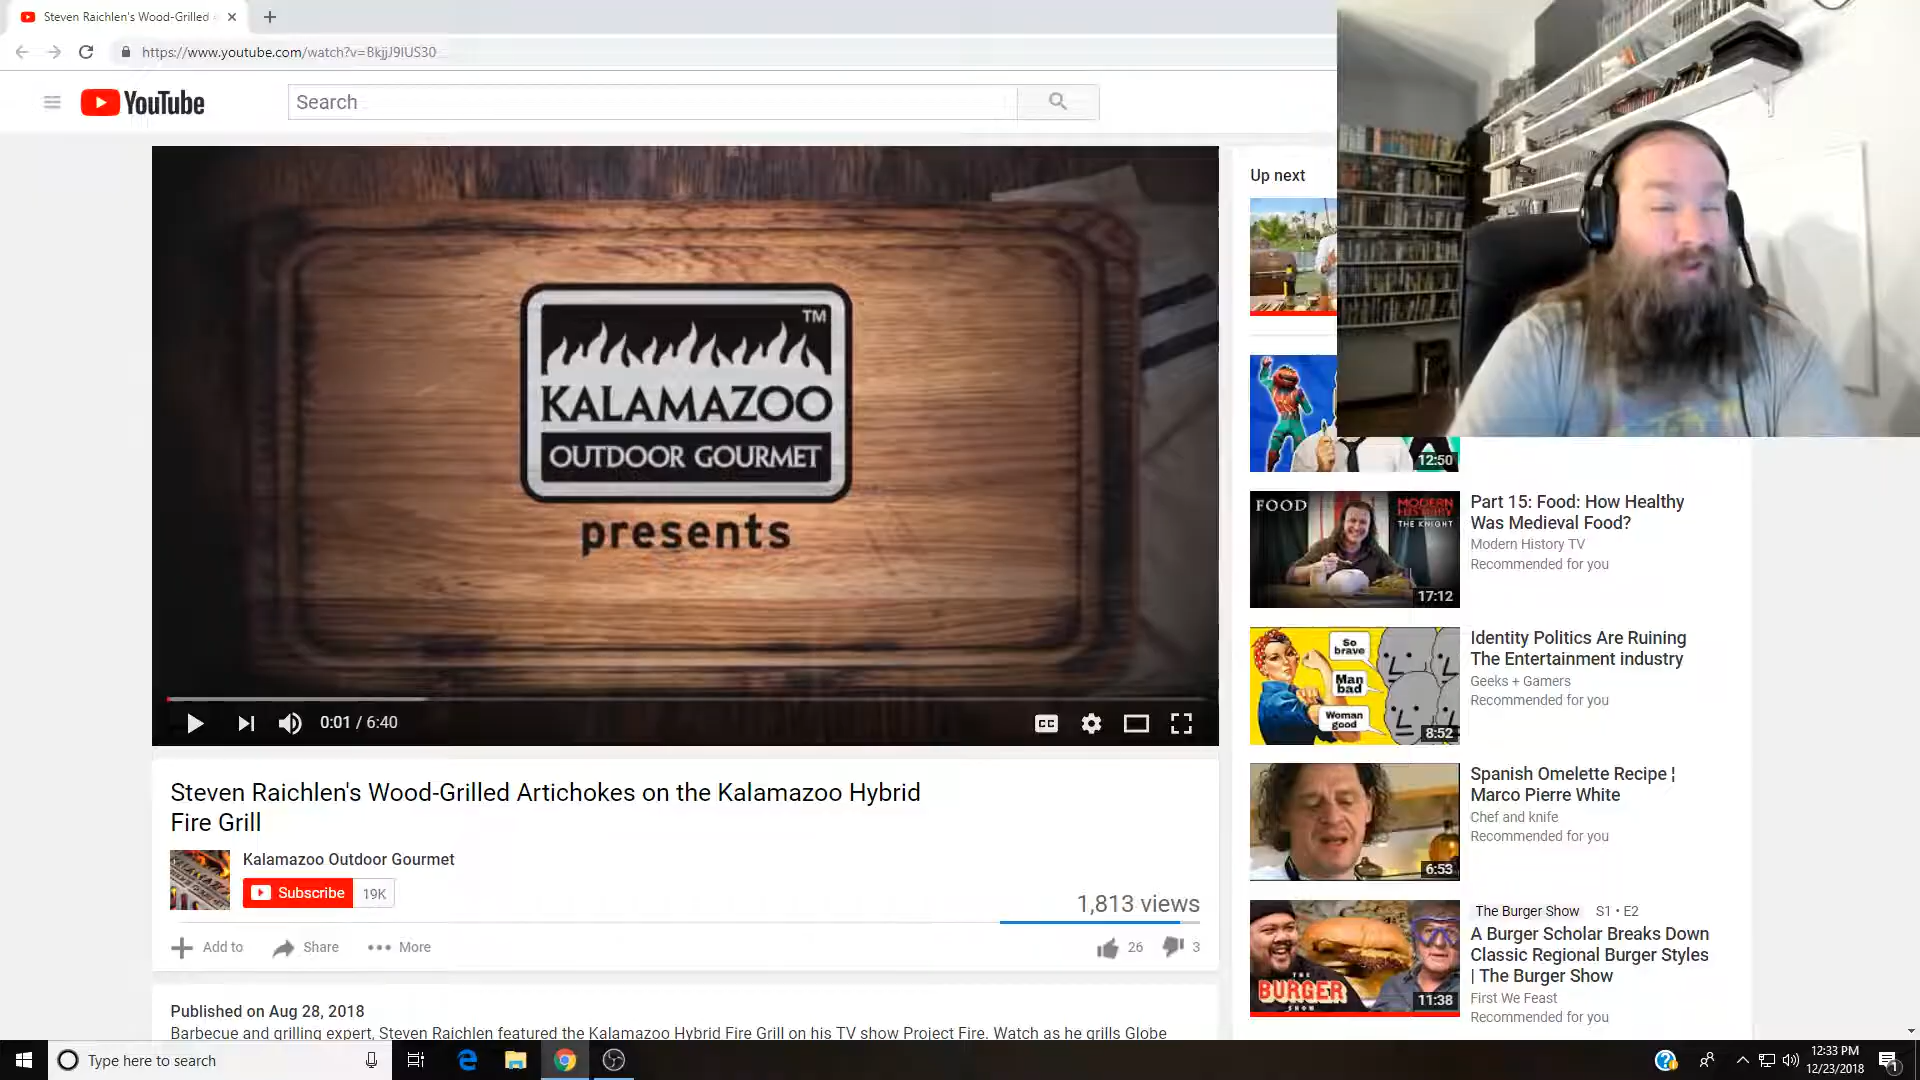 Steven Raichlen's Wood-Grilled
https://www.youtube.com/watch?v=BkjjJ9IUS30
YouTube
Search
Up next
TM
KALAMAZOO
OUTDOOR GOURMET
presents
0:01 / 6:40
CC
Steven Raichlen's Wood-Grilled Artichokes on the Kalamazoo Hybrid
Fire Grill
Kalamazoo Outdoor Gourmet
Subscribe 19K
1,813 views
Add to Share More
26 3
Published on Aug 28, 2018
Barbecue and grilling expert, Steven Raichlen featured the Kalamazoo Hybrid Fire Grill on his TV show Project Fire. Watch as he grills Globe
12:50
FOOD
MODERN
HISTORY
THE KNIGHT
17:12
Part 15: Food: How Healthy
Was Medieval Food?
Modern History TV
Recommended for you
So
brave
Man
bad
Woman
good
8:52
Identity Politics Are Ruining
The Entertainment industry
Geeks + Gamers
Recommended for you
6:53
Spanish Omelette Recipe ¦
Marco Pierre White
Chef and knife
Recommended for you
THE
BURGER
SHOW
11:38
The Burger Show S1 • E2
A Burger Scholar Breaks Down
Classic Regional Burger Styles
| The Burger Show
First We Feast
Recommended for you
Type here to search
12:33 PM
12/23/2018
1